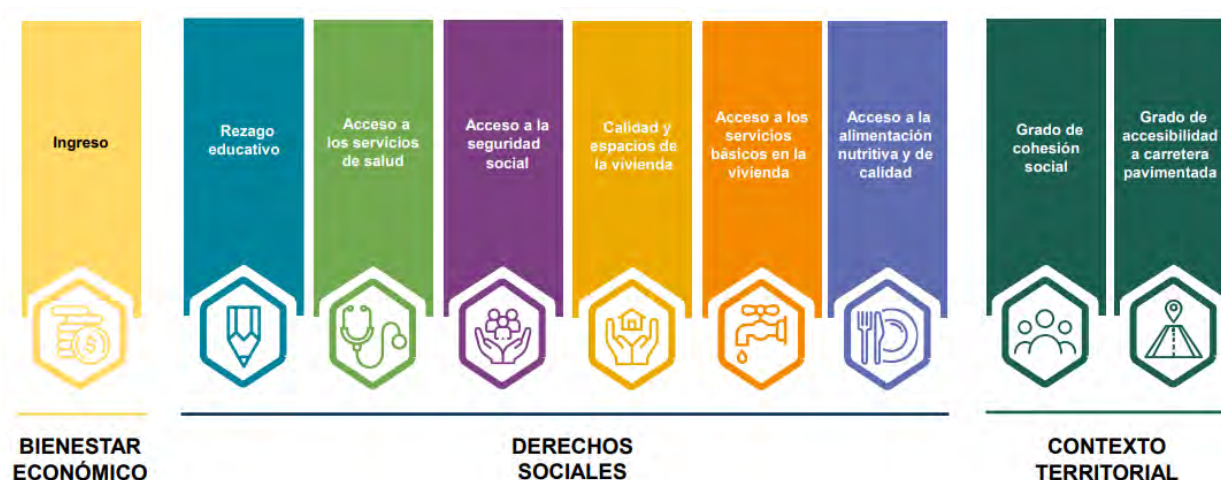 Ingreso
Rezago
educativo
Acceso a
los servicios
de salud
Acceso a la
seguridad
social
Calidad y
espacios de
la vivienda
Acceso a los
servicios
básicos en la
vivienda
Acceso a la
alimentación
nutritiva y de
calidad
Grado de
cohesión
social
Grado de
accesibilidad
a carretera
pavimentada
$
BIENESTAR
ECONÓMICO
DERECHOS
SOCIALES
CONTEXTO
TERRITORIAL